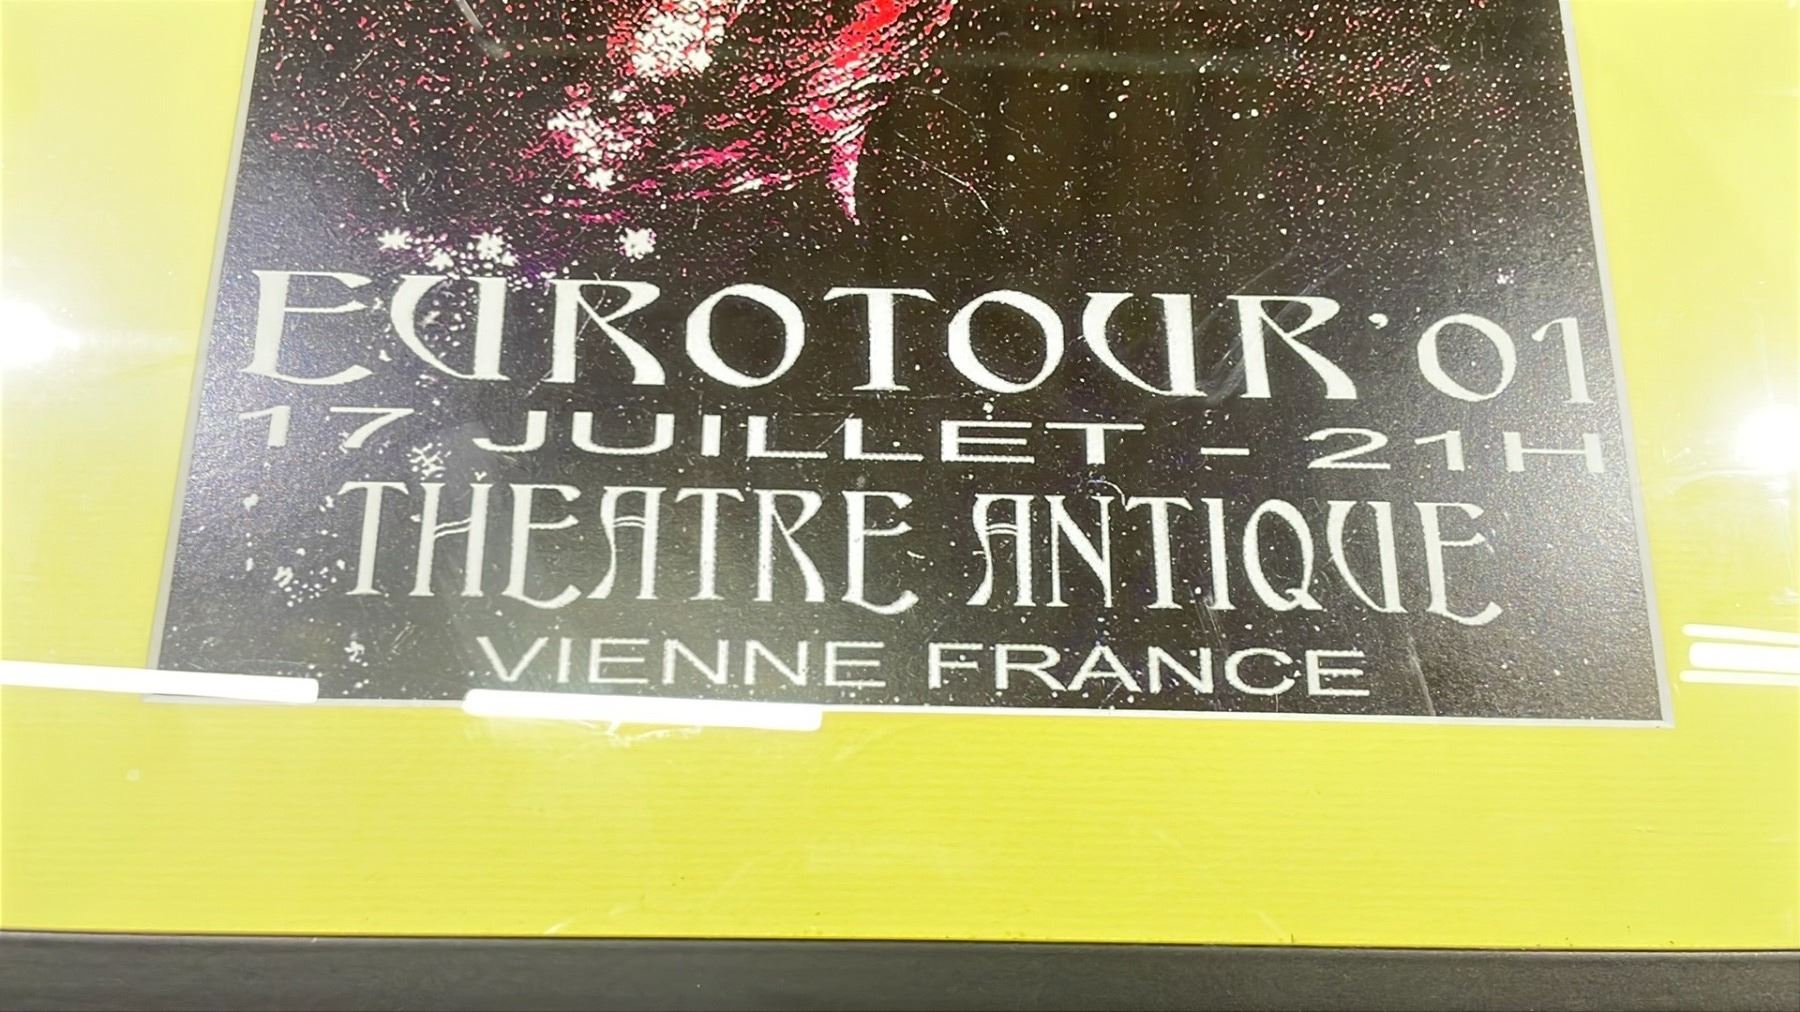 EUROTOUR'01
17 JUILLET - 21H
THEATRE ANTIQUE
VIENNE FRANCE